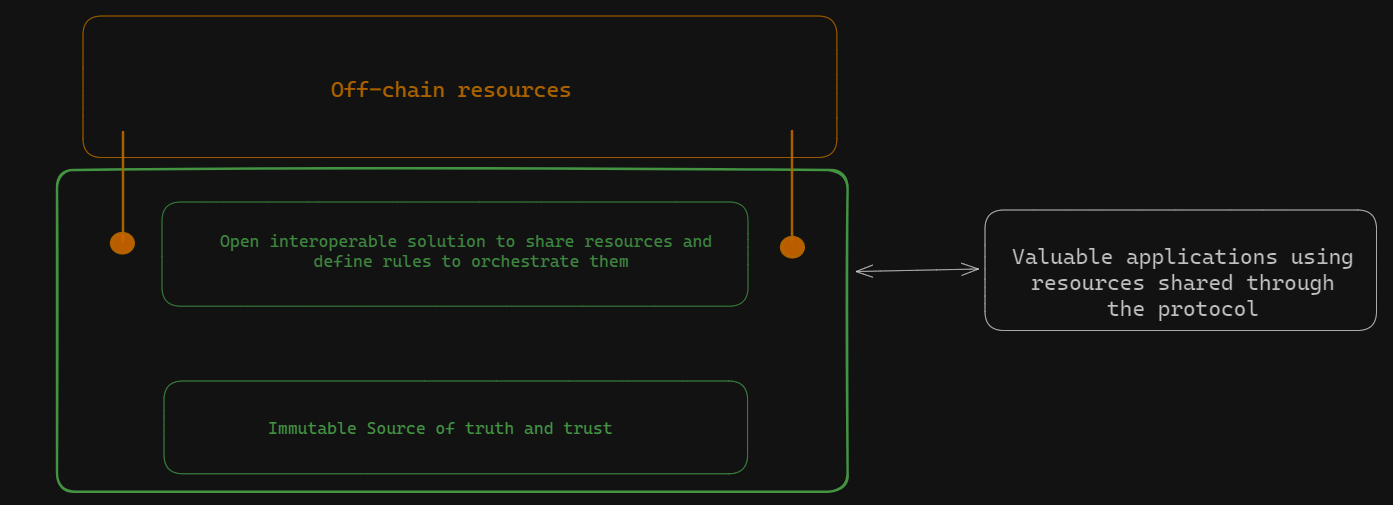 Off-chain resources
Open interoperable solution to share resources and
define rules to orchestrate them
Valuable applications using
resources shared through
the protocol
Immutable Source of truth and trust